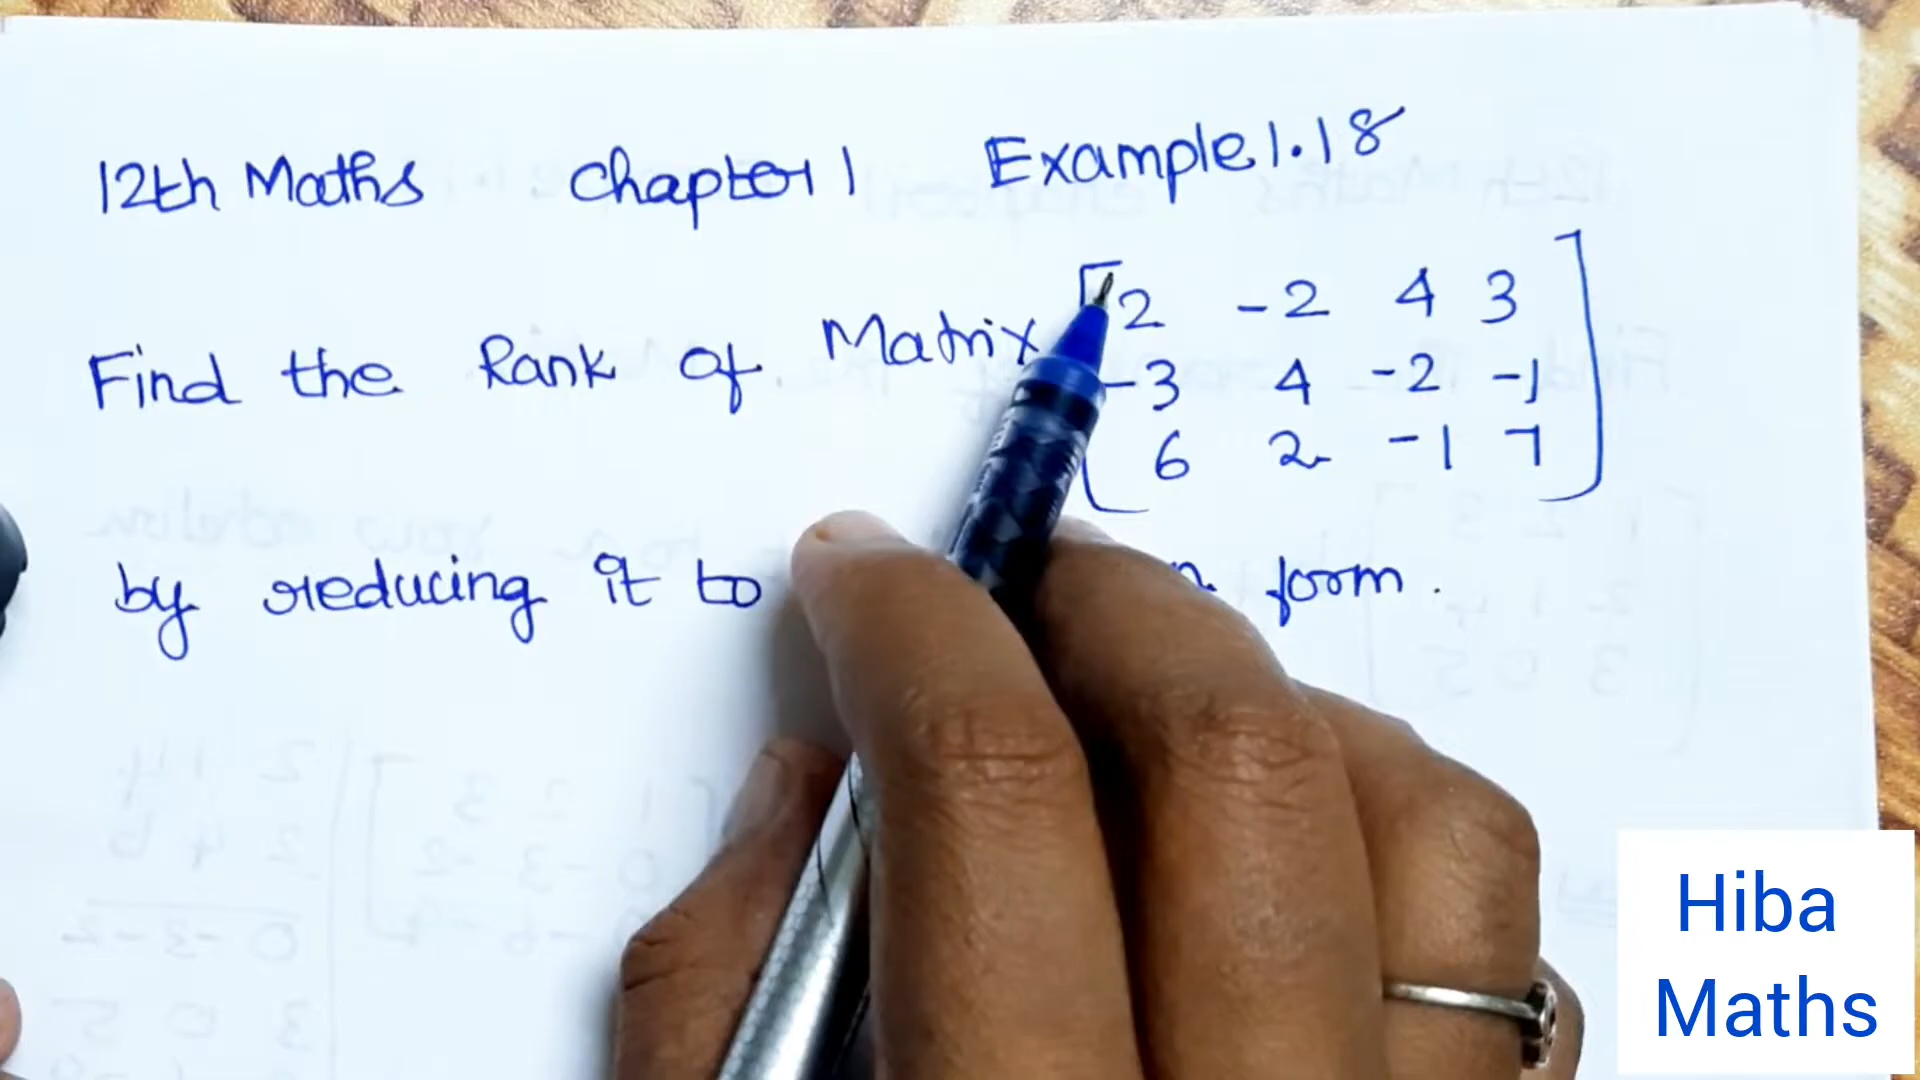 12th Maths Chapter 1 Example 1.18
Find the Rank of Matrix
2 -2 4 3
-3 4 -2 -1
6 2 -1 7
by reducing it to form.
Hiba
Maths